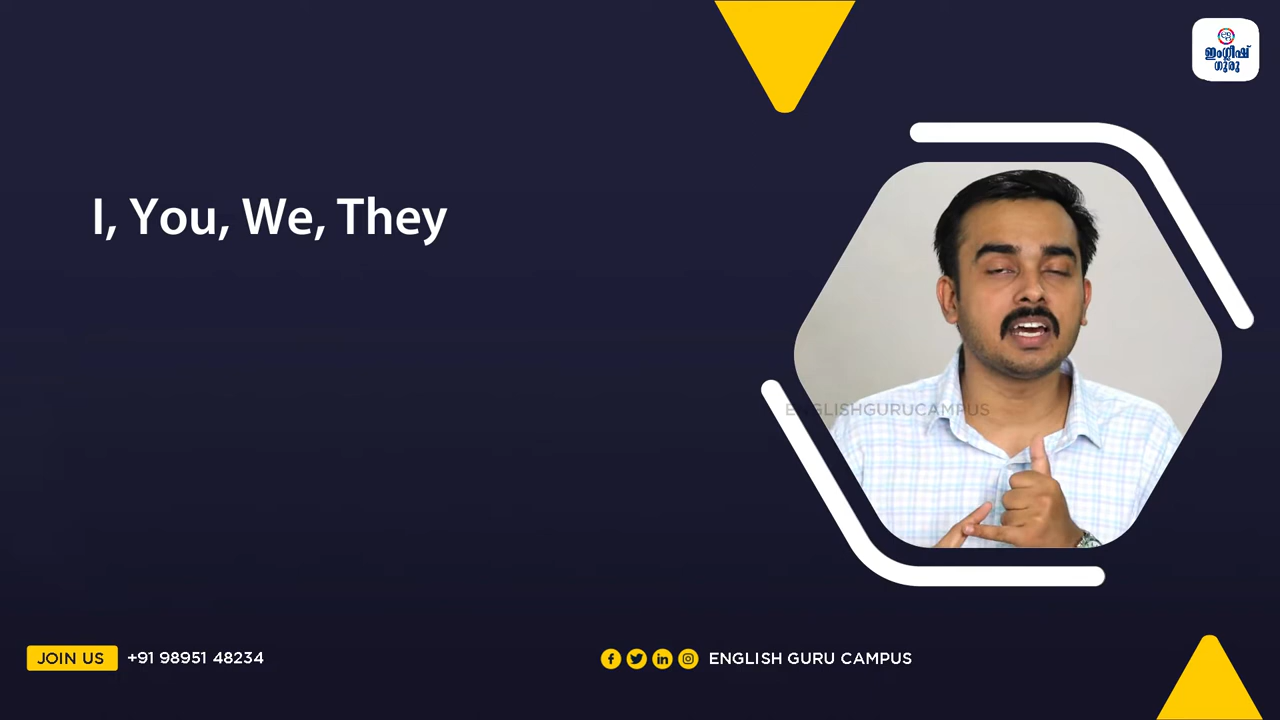 ഇംഗ്ലീഷ്
ഗുരു
I, You, We, They
ENGLISHGURUCAMPUS
JOIN US +91 98951 48234
ENGLISH GURU CAMPUS